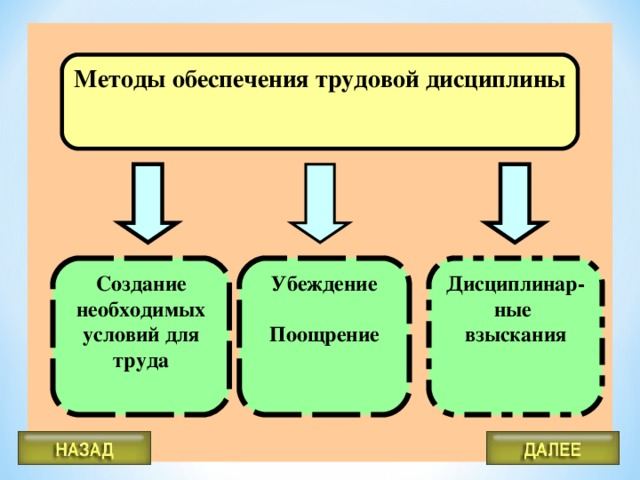 Методы обеспечения трудовой дисциплины
Создание
необходимых
условий для
труда
Убеждение
Поощрение
Дисциплинар-
ные
взыскания
НАЗАД
ДАЛЕЕ